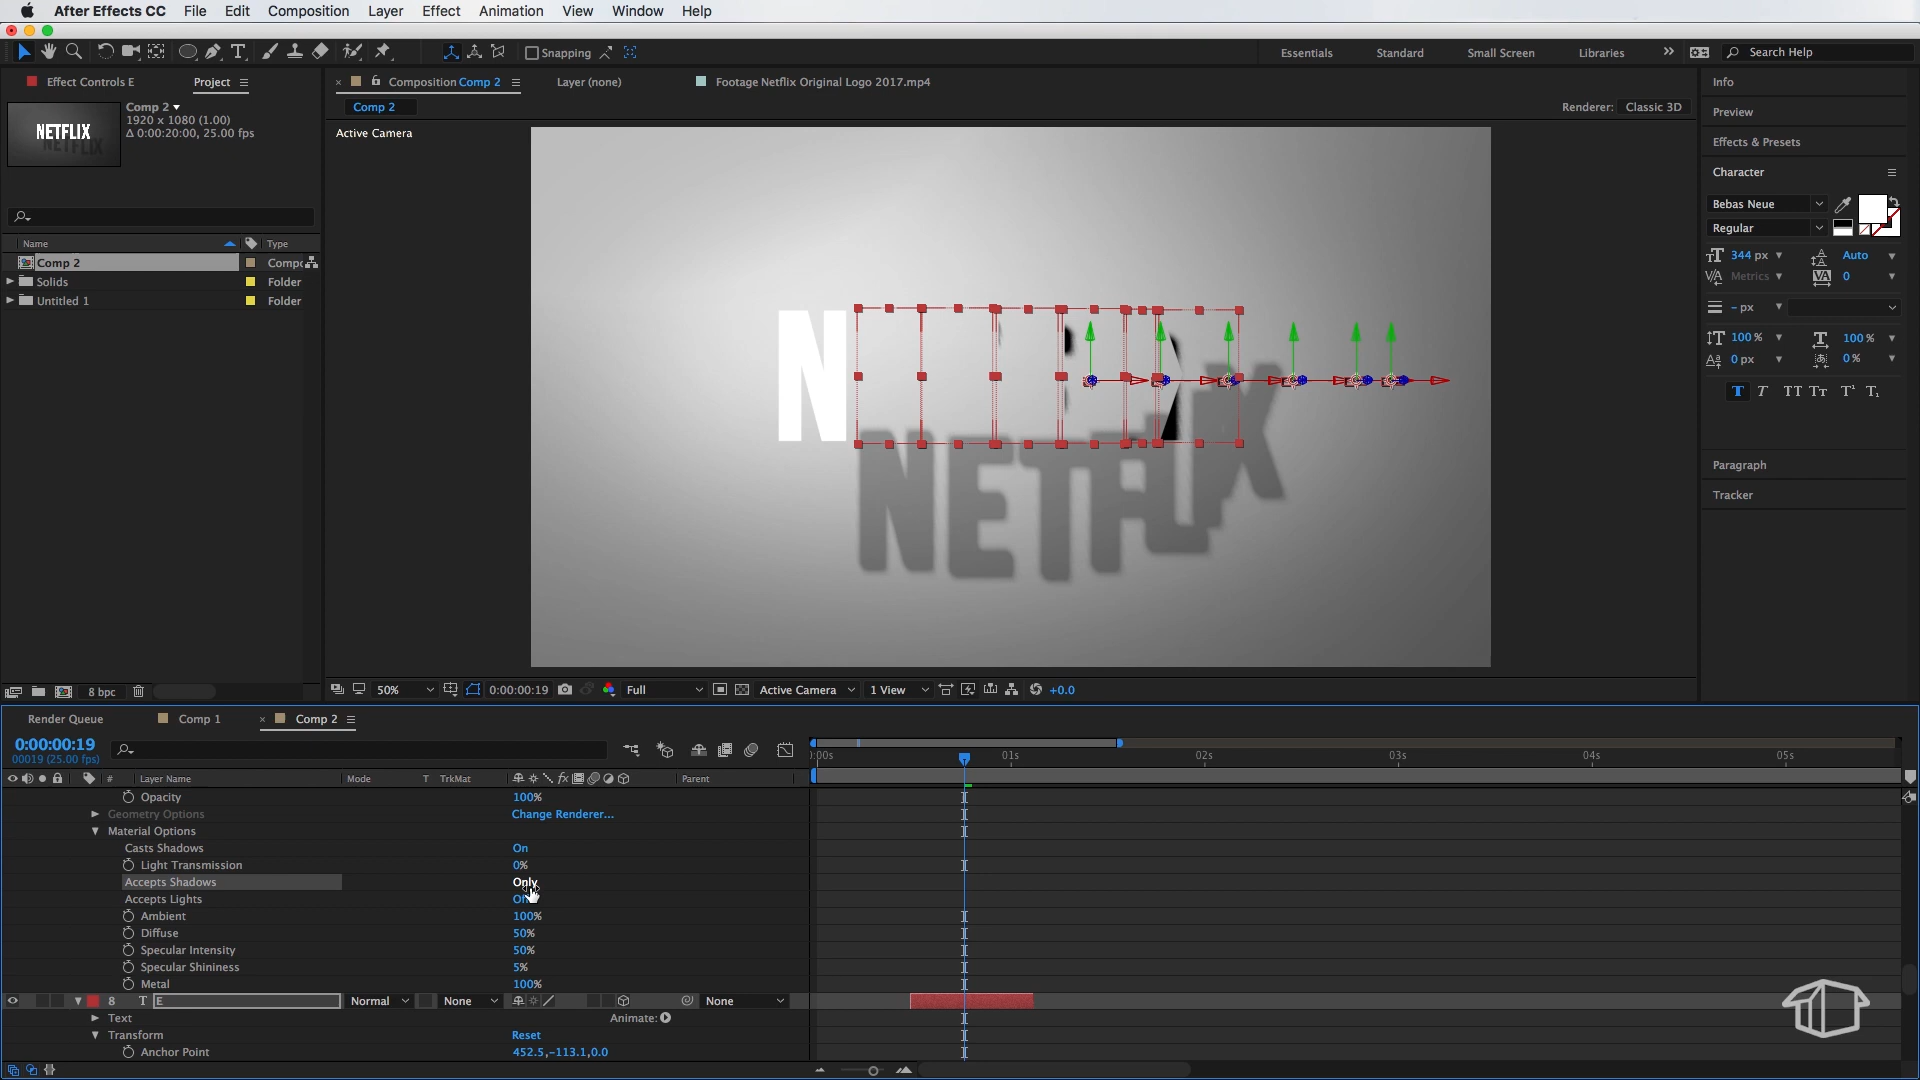 After Effects CC File Edit Composition Layer Effect Animation View Window Help
Snapping Essentials Standard Small Screen Libraries Search Help
Effect Controls E Project Composition Comp 2 Layer (none) Footage Netflix Original Logo 2017.mp4 Info
Comp 2 Renderer: Classic 3D
Comp 2
1920 x 1080 (1.00)
Δ 0:00:20:00, 25.00 fps
NETFLIX
NETFLIX
Active Camera
Preview
Effects & Presets
Character
Bebas Neue
Regular
344 px Auto
Metrics 0
– px
100 % 100 %
0 px 0 %
T T TT Tt T T
Paragraph
Tracker
Name Type
Comp 2
Solids Folder
Untitled 1 Folder
N
NETFLIX
8 bpc 50% 0:00:00:19 Full Active Camera 1 View +0.0
Render Queue Comp 1 Comp 2
0:00:00:19
00019 (25.00 fps)
01s 02s 03s 04s 05s
# Layer Name Mode T TrkMat Parent
Opacity 100%
Geometry Options Change Renderer...
Material Options
Casts Shadows On
Light Transmission 0%
Accepts Shadows Only
Accepts Lights
Ambient 100%
Diffuse 50%
Specular Intensity 50%
Specular Shininess 5%
Metal 100%
8 T E Normal None None
Text Animate:
Transform Reset
Anchor Point 452.5,-113.1,0.0